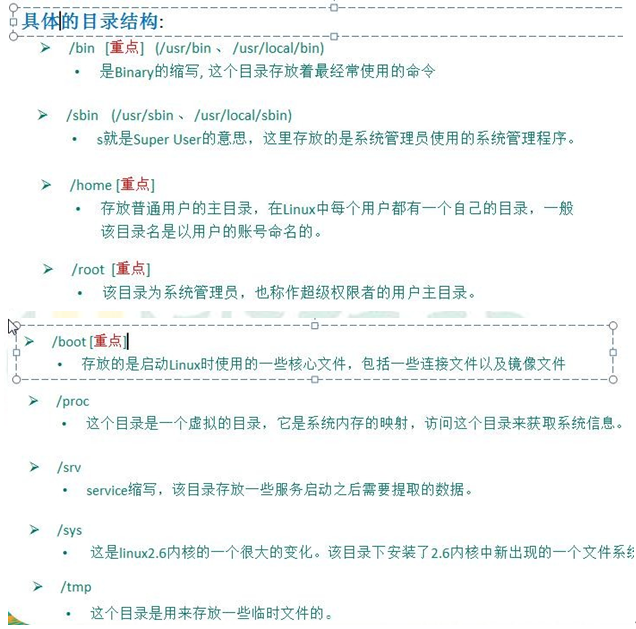 具体的目录结构:
/bin [重点] (/usr/bin 、 /usr/local/bin)
是Binary的缩写, 这个目录存放着最经常使用的命令
/sbin (/usr/sbin 、 /usr/local/sbin)
s就是Super User的意思，这里存放的是系统管理员使用的系统管理程序。
/home [重点]
存放普通用户的主目录，在Linux中每个用户都有一个自己的目录，一般
该目录名是以用户的账号命名的。
/root [重点]
该目录为系统管理员，也称作超级权限者的用户主目录。
/boot [重点]
存放的是启动Linux时使用的一些核心文件，包括一些连接文件以及镜像文件
/proc
这个目录是一个虚拟的目录，它是系统内存的映射，访问这个目录来获取系统信息。
/srv
service缩写，该目录存放一些服务启动之后需要提取的数据。
/sys
这是linux2.6内核的一个很大的变化。该目录下安装了2.6内核中新出现的一个文件系统
/tmp
这个目录是用来存放一些临时文件的。